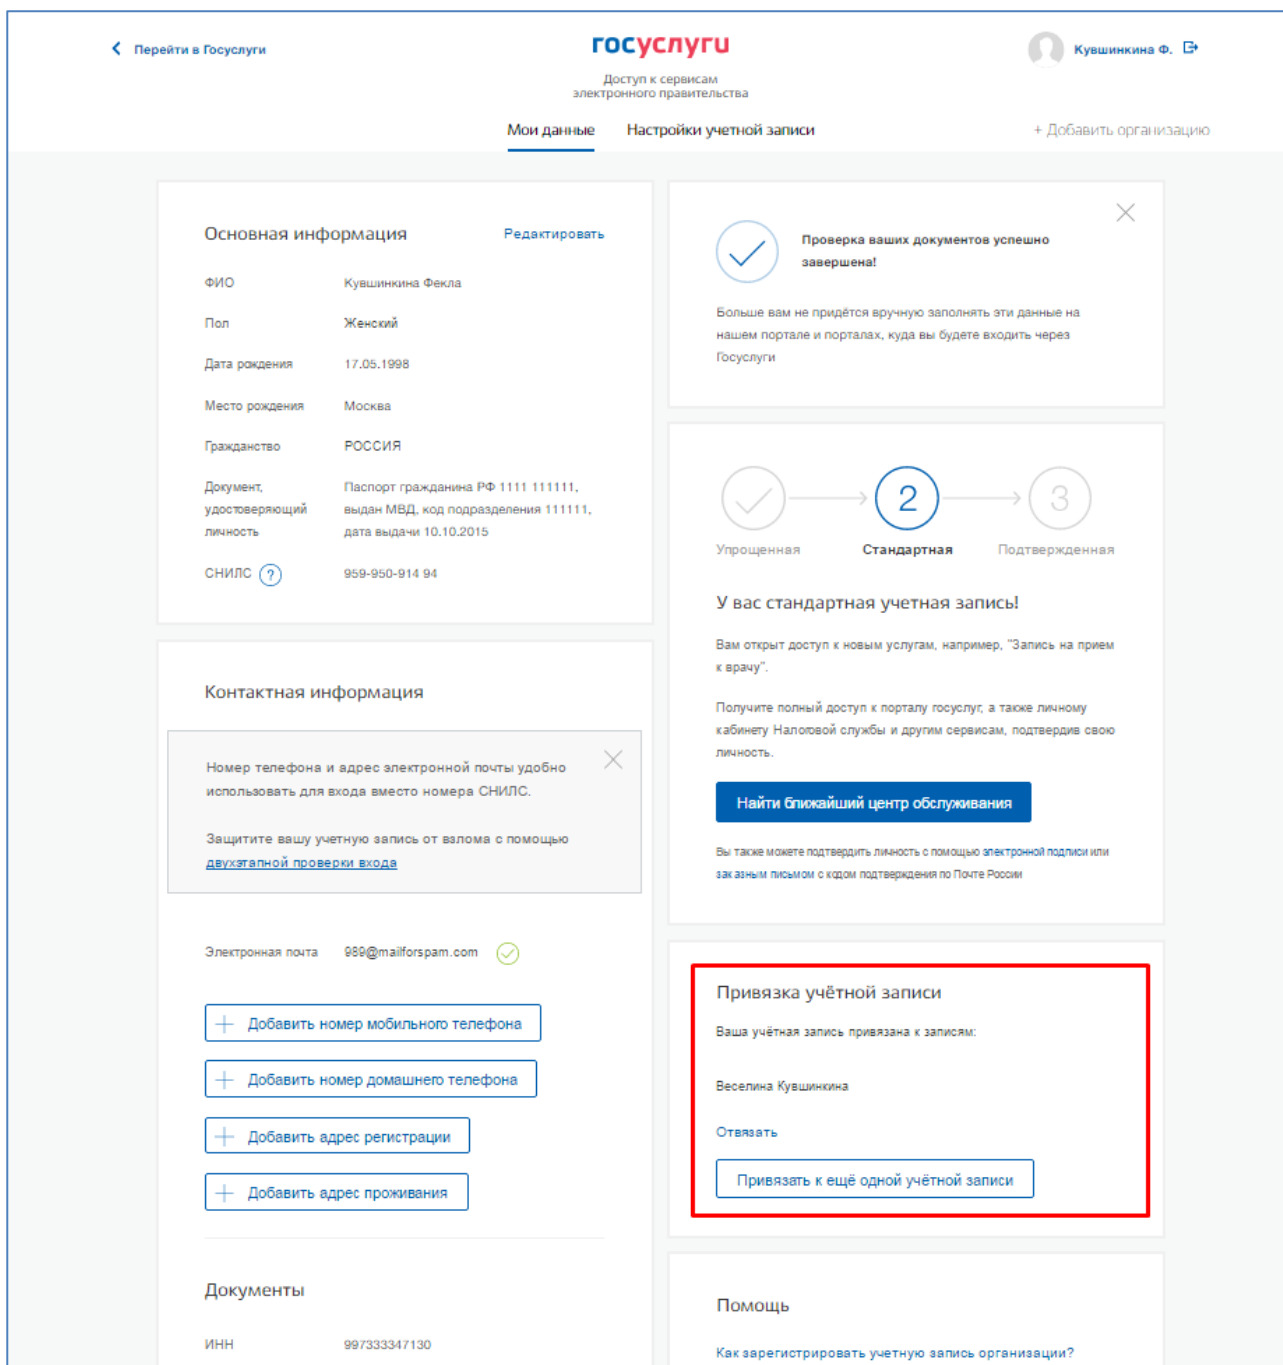 Перейти в Госуслуги
госуслуги
Кувшинкина Ф.
Доступ к сервисам
электронного правительства
Мои данные
Настройки учетной записи
+ Добавить организацию
Основная информация
Редактировать
ФИО
Кувшинкина Фекла
Пол
Женский
Дата рождения
17.05.1998
Место рождения
Москва
Гражданство
РОССИЯ
Документ,
удостоверяющий
личность
Паспорт гражданина РФ 1111 111111,
выдан МВД, код подразделения 111111,
дата выдачи 10.10.2015
СНИЛС ?
959-950-914 94
Контактная информация
Номер телефона и адрес электронной почты удобно
использовать для входа вместо номера СНИЛС.
Защитите вашу учетную запись от взлома с помощью
двухэтапной проверки входа
Электронная почта
989@mailforspam.com
Добавить номер мобильного телефона
Добавить номер домашнего телефона
Добавить адрес регистрации
Добавить адрес проживания
Документы
ИНН
997333347130
Проверка ваших документов успешно
завершена!
Больше вам не придётся вручную заполнять эти данные на
нашем портале и порталах, куда вы будете входить через
Госуслуги
2
3
Упрощенная
Стандартная
Подтвержденная
У вас стандартная учетная запись!
Вам открыт доступ к новым услугам, например, "Запись на прием
к врачу".
Получите полный доступ к порталу госуслуг, а также личному
кабинету Налоговой службы и другим сервисам, подтвердив свою
личность.
Найти ближайший центр обслуживания
Вы также можете подтвердить личность с помощью электронной подписи или
заказным письмом с кодом подтверждения по Почте России
Привязка учётной записи
Ваша учётная запись привязана к записям:
Веселина Кувшинкина
Отвязать
Привязать к ещё одной учётной записи
Помощь
Как зарегистрировать учетную запись организации?